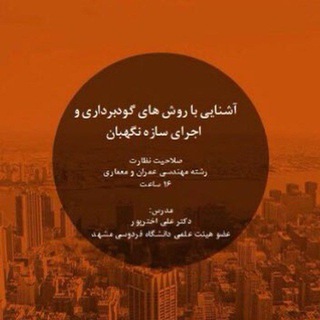 آشنایی با روش های گودبرداری و
اجرای سازه نگهبان
صلاحیت نظارت
رشته مهندسی عمران و معماری
۱۶ ساعت
مدرس:
دکتر علی اخترپور
عضو هیئت علمی دانشگاه فردوسی مشهد